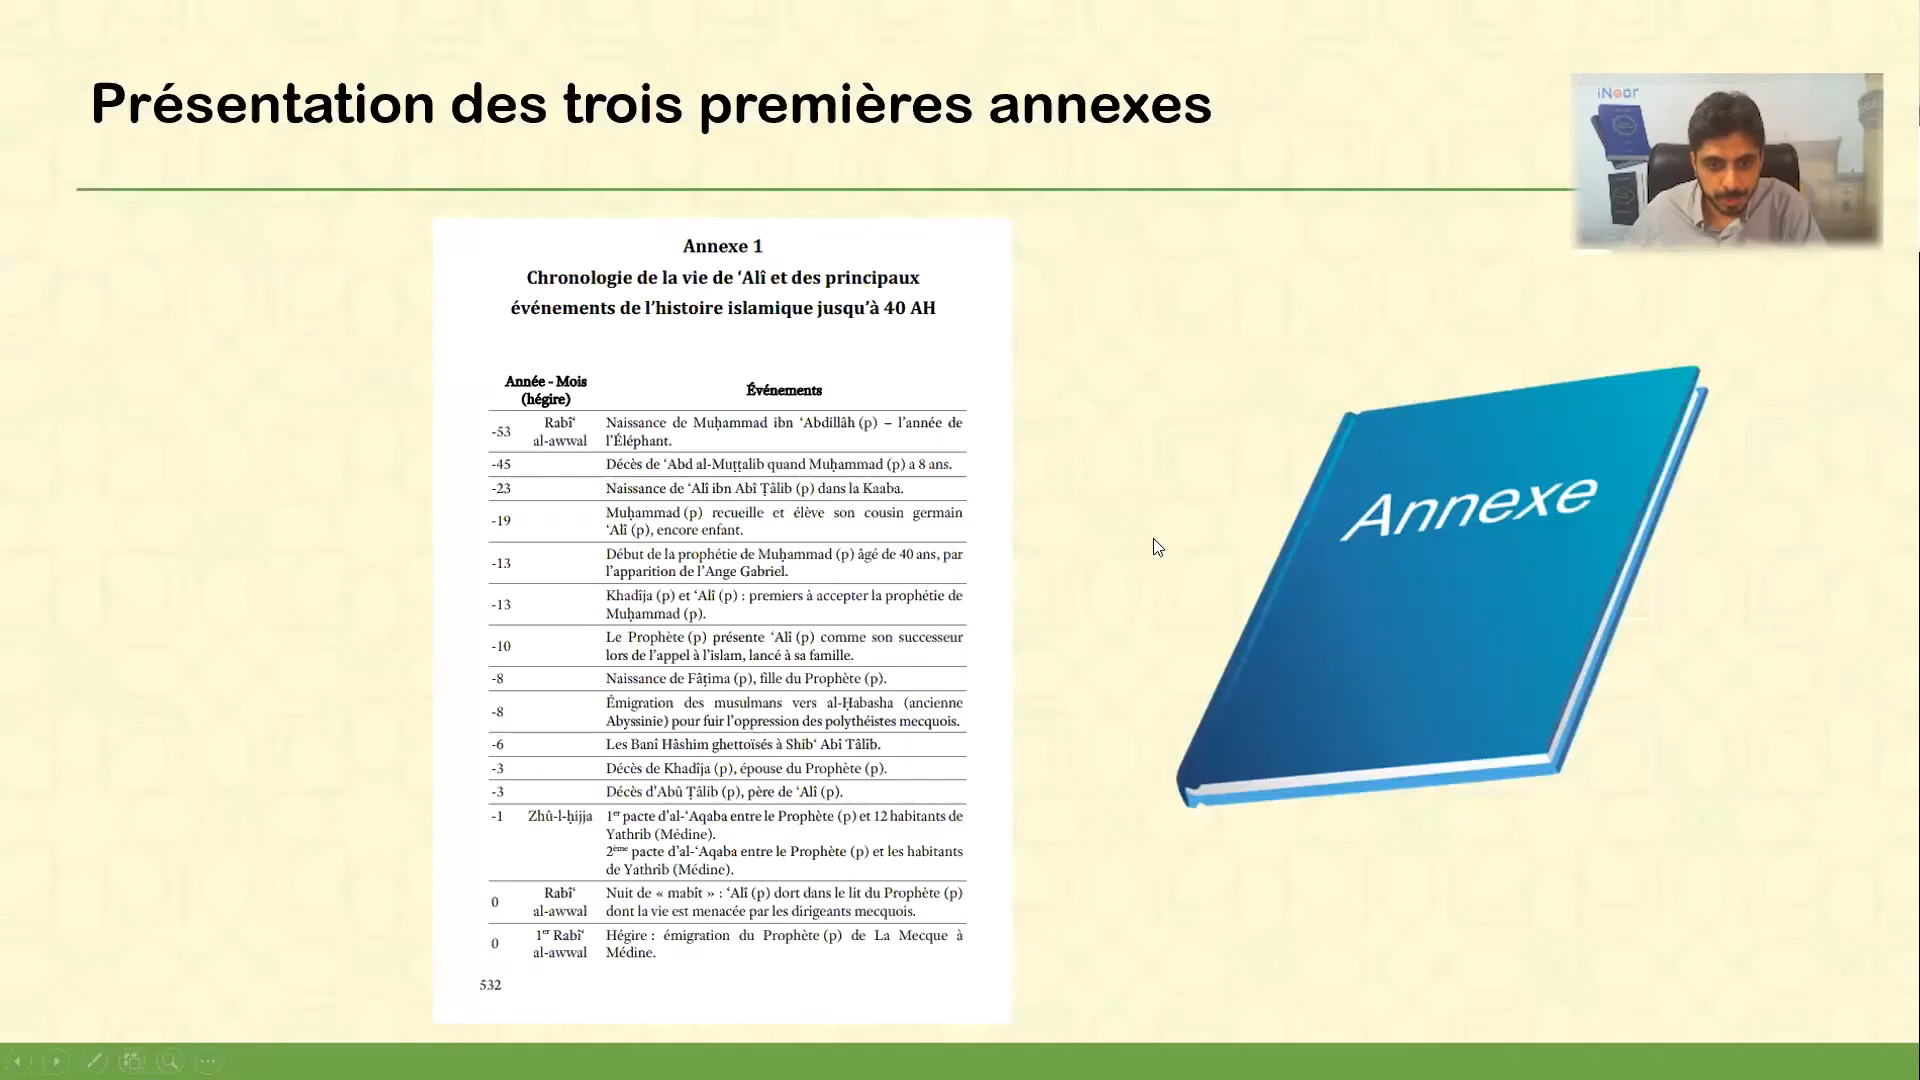 Présentation des trois premières annexes
iNoor
Annexe 1
Chronologie de la vie de ‘Alî et des principaux
événements de l’histoire islamique jusqu’à 40 AH
Année - Mois
(hégire)
Événements
-53 Rabî‘ al-awwal Naissance de Muḥammad ibn ‘Abdillâh (p) – l’année de
l’Éléphant.
-45 Décès de ‘Abd al-Muṭṭalib quand Muḥammad (p) a 8 ans.
-23 Naissance de ‘Alî ibn Abî Ṭâlib (p) dans la Kaaba.
-19 Muḥammad (p) recueille et élève son cousin germain
‘Alî (p), encore enfant.
-13 Début de la prophétie de Muḥammad (p) âgé de 40 ans, par
l’apparition de l’Ange Gabriel.
-13 Khadîja (p) et ‘Alî (p) : premiers à accepter la prophétie de
Muḥammad (p).
-10 Le Prophète (p) présente ‘Alî (p) comme son successeur
lors de l’appel à l’islam, lancé à sa famille.
-8 Naissance de Fâṭima (p), fille du Prophète (p).
-8 Émigration des musulmans vers al-Ḥabasha (ancienne
Abyssinie) pour fuir l’oppression des polythéistes mecquois.
-6 Les Banî Hâshim ghettoïsés à Shib‘ Abî Tâlîb.
-3 Décès de Khadîja (p), épouse du Prophète (p).
-3 Décès d’Abû Ṭâlib (p), père de ‘Alî (p).
-1 Zhû-l-ḥijja 1er pacte d’al-‘Aqaba entre le Prophète (p) et 12 habitants de
Yathrib (Médine).
2ème pacte d’al-‘Aqaba entre le Prophète (p) et les habitants
de Yathrib (Médine).
0 Rabî‘ al-awwal Nuit de « mabît » : ‘Alî (p) dort dans le lit du Prophète (p)
dont la vie est menacée par les dirigeants mecquois.
0 1er Rabî‘ al-awwal Hégire : émigration du Prophète (p) de La Mecque à
Médine.
532
Annexe